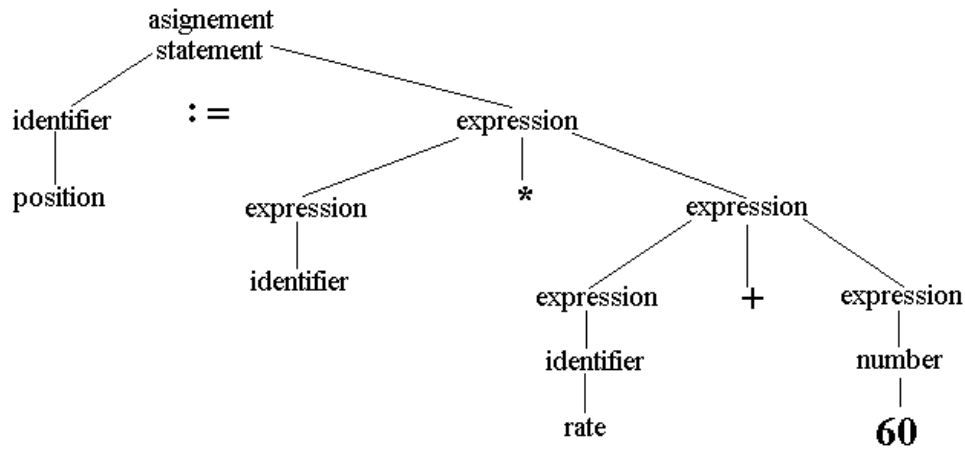 asignement
statement
identifier := expression
position expression * expression
identifier expression + expression
identifier number
rate 60